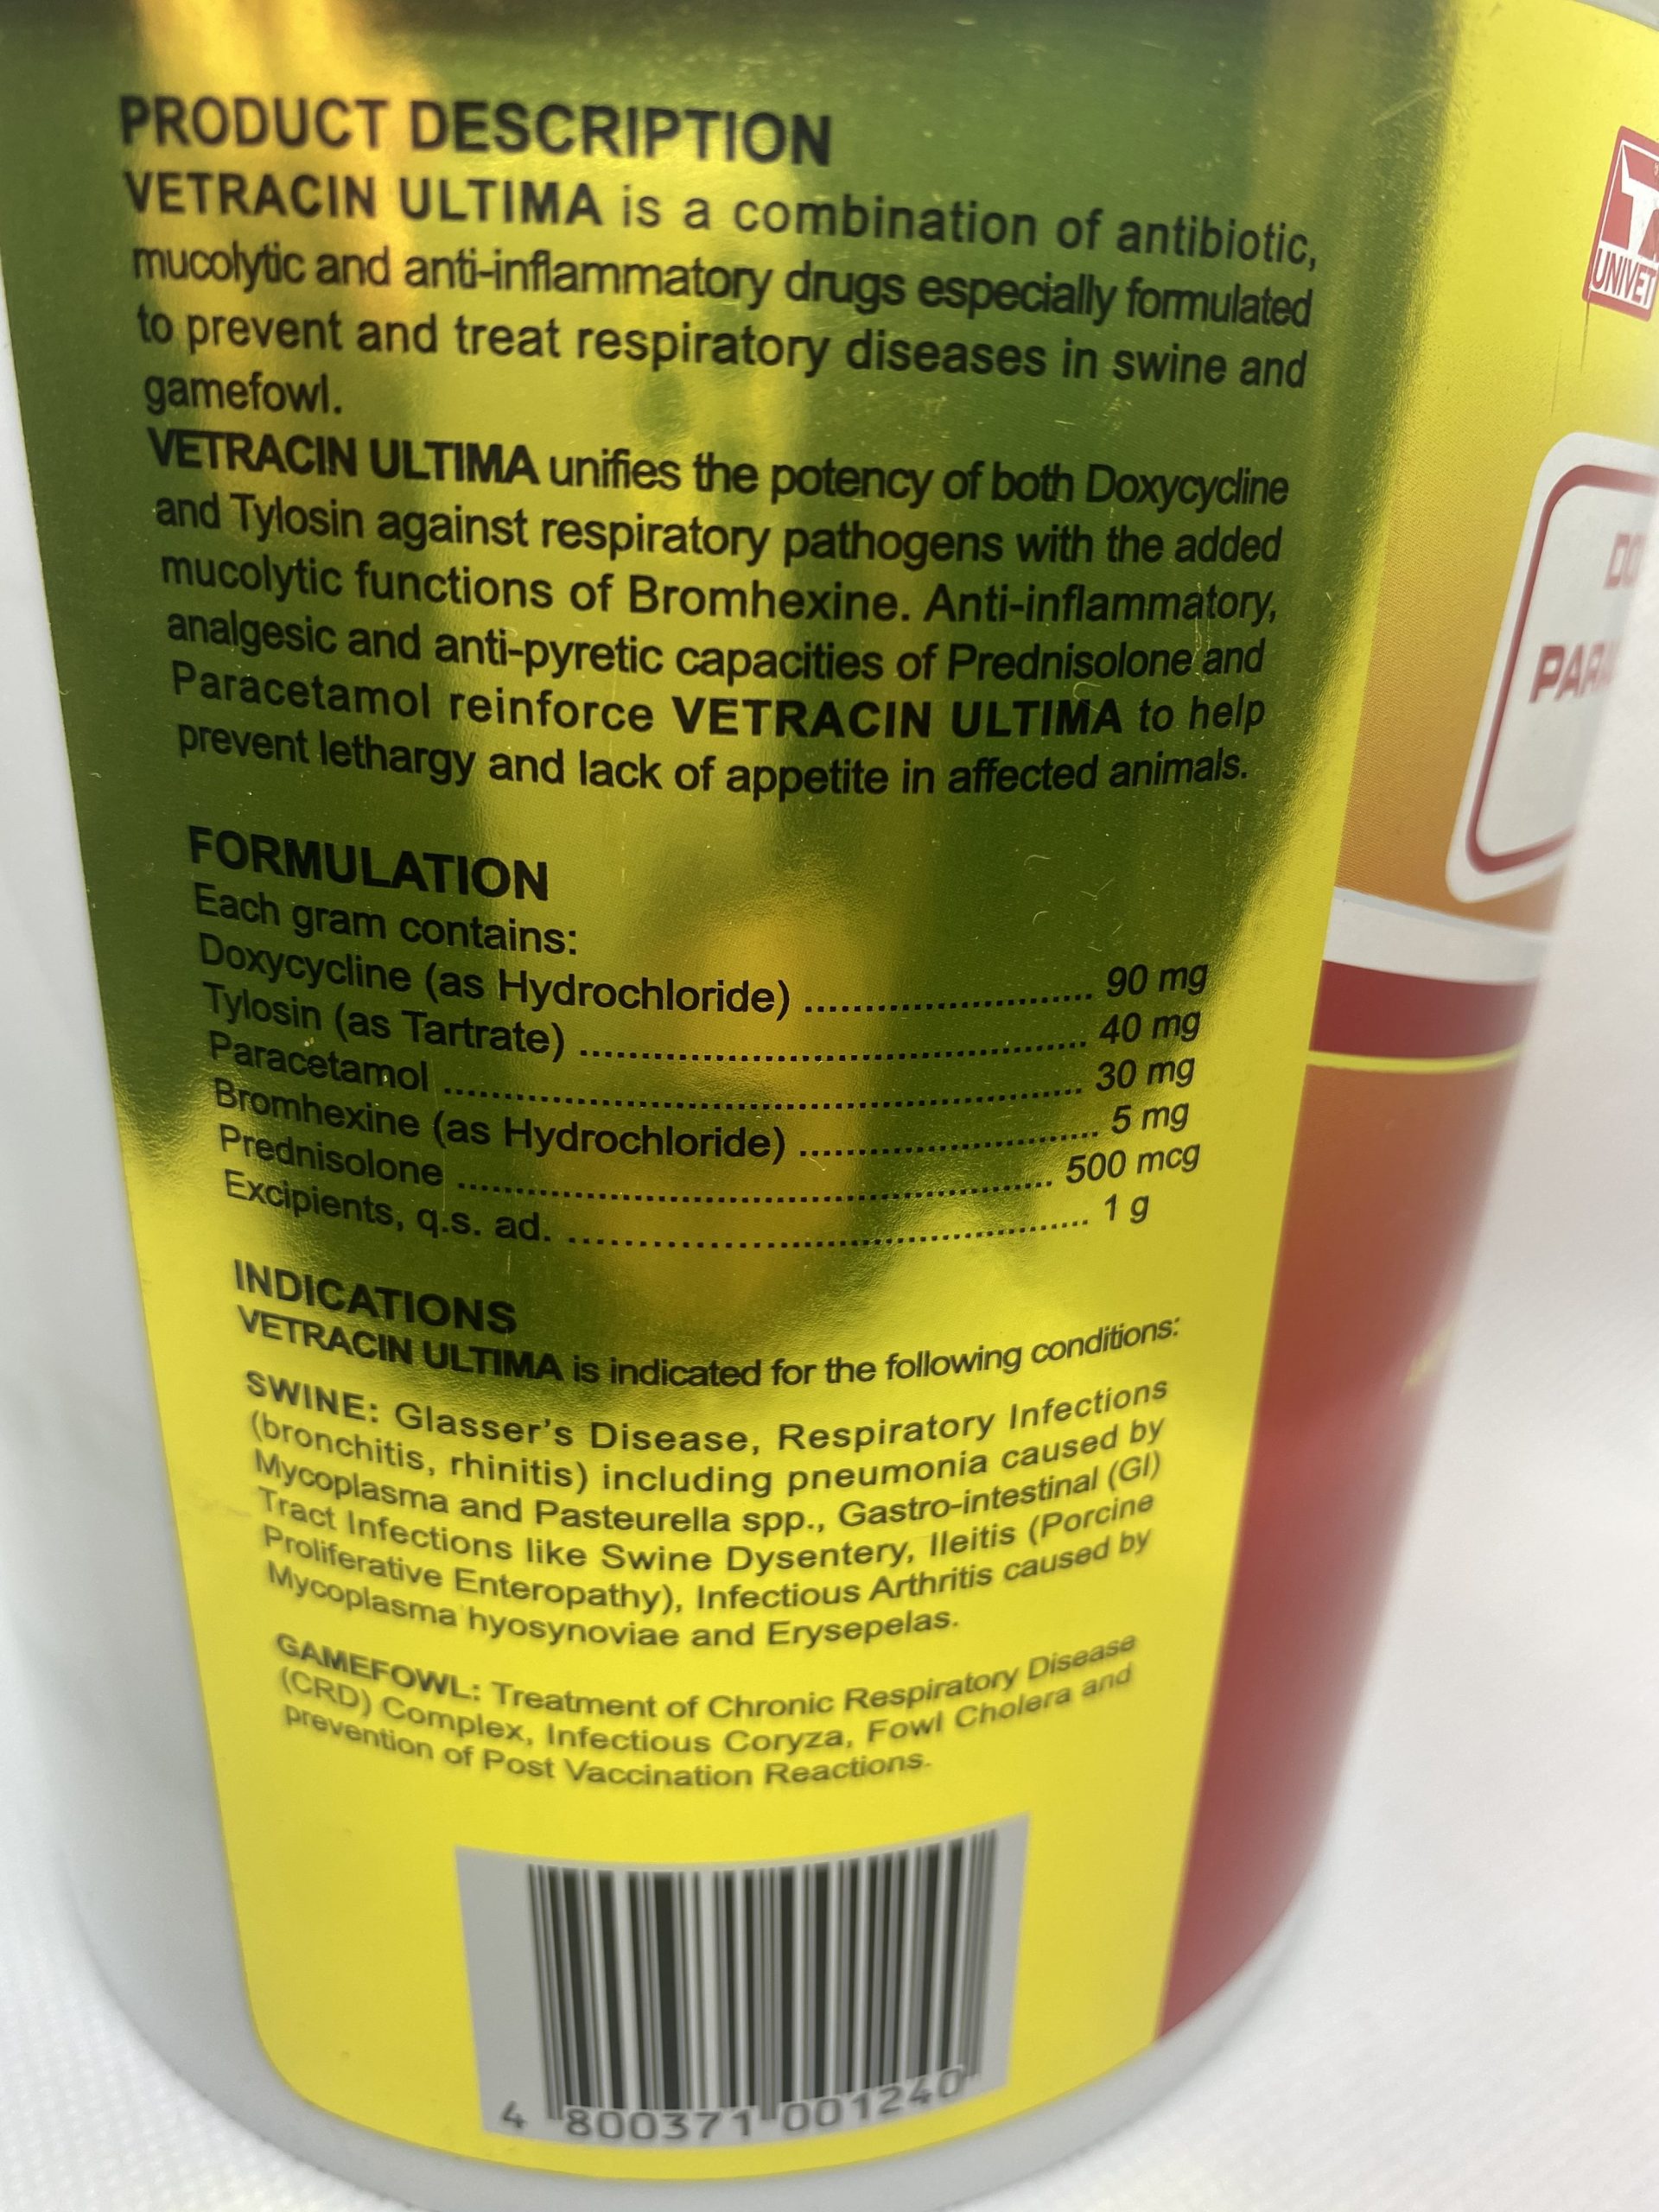 PRODUCT DESCRIPTION
VETRACIN ULTIMA is a combination of antibiotic,
mucolytic and anti-inflammatory drugs especially formulated
to prevent and treat respiratory diseases in swine and
gamefowl.
VETRACIN ULTIMA unifies the potency of both Doxycycline
and Tylosin against respiratory pathogens with the added
mucolytic functions of Bromhexine. Anti-inflammatory,
analgesic and anti-pyretic capacities of Prednisolone and
Paracetamol reinforce VETRACIN ULTIMA to help
prevent lethargy and lack of appetite in affected animals.
FORMULATION
Each gram contains:
Doxycycline (as Hydrochloride) ........................ 90 mg
Tylosin (as Tartrate) .......................................... 40 mg
Paracetamol ..................................................... 30 mg
Bromhexine (as Hydrochloride) ......................... 5 mg
Prednisolone .................................................. 500 mcg
Excipients, q.s. ad. ............................................ 1 g
INDICATIONS
VETRACIN ULTIMA is indicated for the following conditions:
SWINE: Glasser's Disease, Respiratory Infections
(bronchitis, rhinitis) including pneumonia caused by
Mycoplasma and Pasteurella spp., Gastro-intestinal (GI)
Tract Infections like Swine Dysentery, Ileitis (Porcine
Proliferative Enteropathy), Infectious Arthritis caused by
Mycoplasma hyosynoviae and Erysepelas.
GAMEFOWL: Treatment of Chronic Respiratory Disease
(CRD) Complex, Infectious Coryza, Fowl Cholera and
prevention of Post Vaccination Reactions.
4 800371 001240
UNIVET